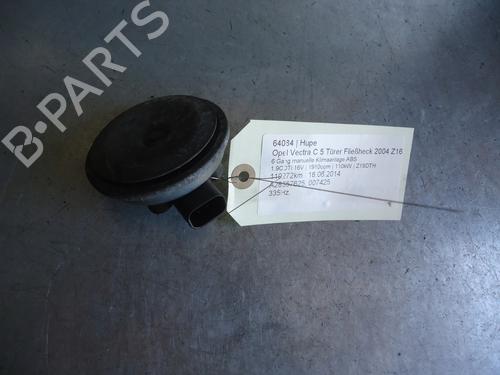 B-PARTS
64034 | Hupe
Opel Vectra C 5 Türer Fließheck 2004 Z16
6 Gang manuelle Klimaanlage ABS
1.9CDTI 16V | 1910ccm | 110kW | Z19DTH
119272km 16.06.2014
007425
335Hz.